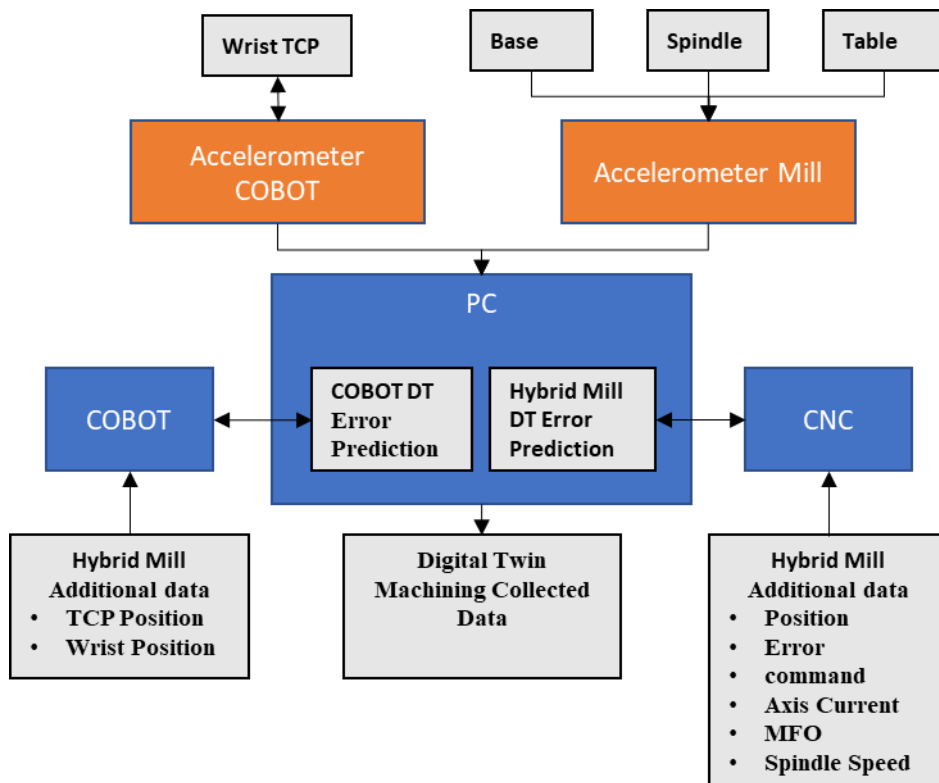 Wrist TCP
Base
Spindle
Table
Accelerometer
COBOT
Accelerometer Mill
PC
COBOT
COBOT DT
Error
Prediction
Hybrid Mill
DT Error
Prediction
CNC
Hybrid Mill
Additional data
• TCP Position
• Wrist Position
Digital Twin
Machining Collected
Data
Hybrid Mill
Additional data
• Position
• Error
• command
• Axis Current
• MFO
• Spindle Speed